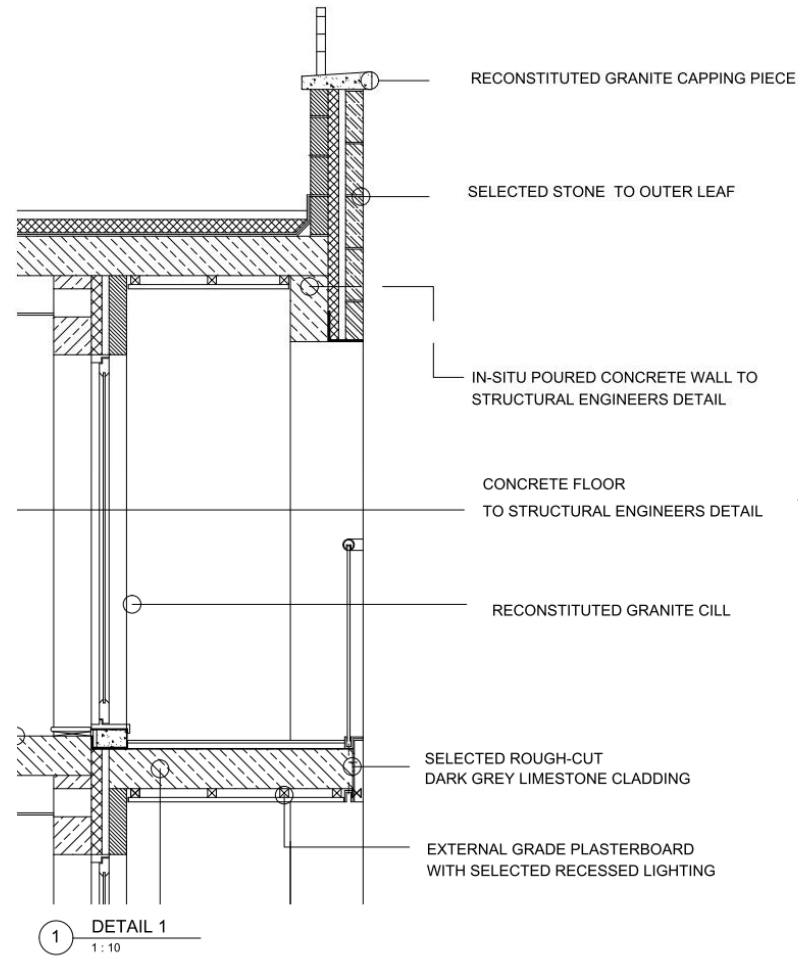 RECONSTITUTED GRANITE CAPPING PIECE
SELECTED STONE TO OUTER LEAF
IN-SITU POURED CONCRETE WALL TO
STRUCTURAL ENGINEERS DETAIL
CONCRETE FLOOR
TO STRUCTURAL ENGINEERS DETAIL
RECONSTITUTED GRANITE CILL
SELECTED ROUGH-CUT
DARK GREY LIMESTONE CLADDING
EXTERNAL GRADE PLASTERBOARD
WITH SELECTED RECESSED LIGHTING
1 DETAIL 1
1 : 10